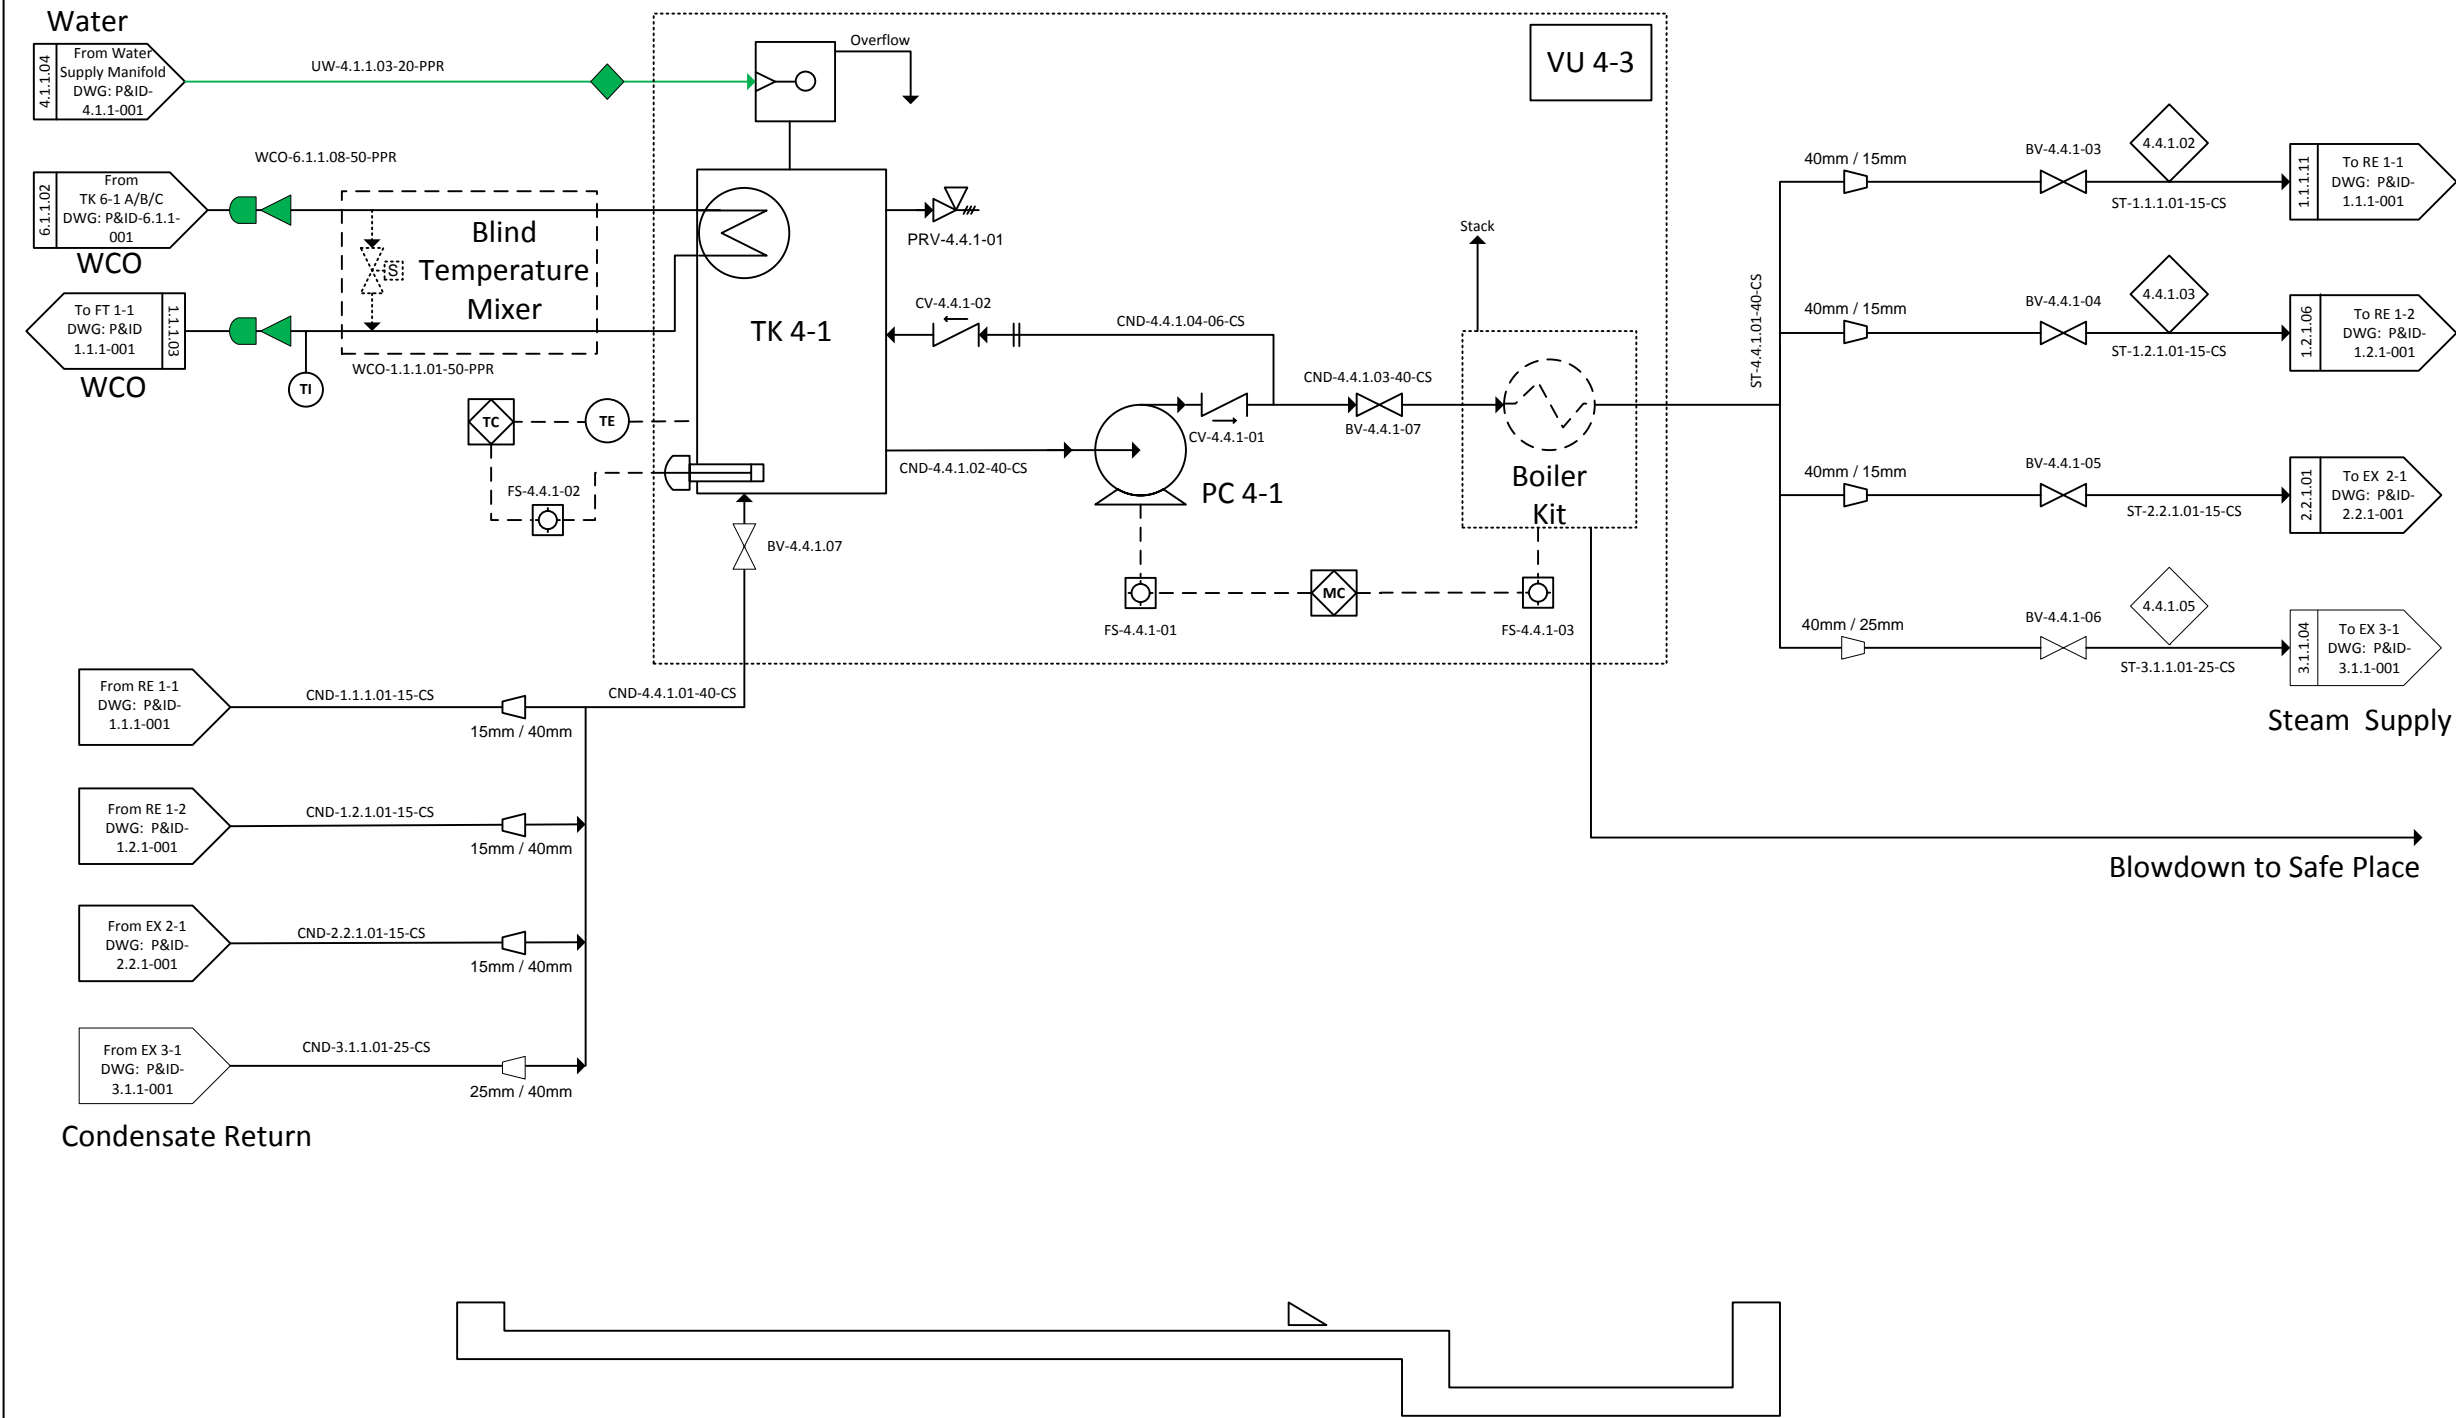 Water
4.1.1.04
From Water
Supply Manifold
DWG: P&ID-
4.1.1-001
UW-4.1.1.03-20-PPR
Overflow
VU 4-3
WCO-6.1.1.08-50-PPR
6.1.1.02
From
TK 6-1 A/B/C
DWG: P&ID-6.1.1-
001
WCO
Blind
Temperature
Mixer
S
To FT 1-1
DWG: P&ID
1.1.1-001
1.1.1.03
WCO
WCO-1.1.1.01-50-PPR
TI
TC
TE
FS-4.4.1-02
TK 4-1
PRV-4.4.1-01
CV-4.4.1-02
CND-4.4.1.04-06-CS
CND-4.4.1.02-40-CS
CV-4.4.1-01
PC 4-1
CND-4.4.1.03-40-CS
BV-4.4.1-07
Stack
Boiler
Kit
BV-4.4.1.07
FS-4.4.1-01
MC
FS-4.4.1-03
ST-4.4.1.01-40-CS
40mm / 15mm
BV-4.4.1-03
4.4.1.02
ST-1.1.1.01-15-CS
1.1.1.11
To RE 1-1
DWG: P&ID-
1.1.1-001
40mm / 15mm
BV-4.4.1-04
4.4.1.03
ST-1.2.1.01-15-CS
1.2.1.06
To RE 1-2
DWG: P&ID-
1.2.1-001
40mm / 15mm
BV-4.4.1-05
ST-2.2.1.01-15-CS
2.2.1.01
To EX 2-1
DWG: P&ID-
2.2.1-001
40mm / 25mm
BV-4.4.1-06
4.4.1.05
ST-3.1.1.01-25-CS
3.1.1.04
To EX 3-1
DWG: P&ID-
3.1.1-001
Steam Supply
Blowdown to Safe Place
From RE 1-1
DWG: P&ID-
1.1.1-001
CND-1.1.1.01-15-CS
15mm / 40mm
CND-4.4.1.01-40-CS
From RE 1-2
DWG: P&ID-
1.2.1-001
CND-1.2.1.01-15-CS
15mm / 40mm
From EX 2-1
DWG: P&ID-
2.2.1-001
CND-2.2.1.01-15-CS
15mm / 40mm
From EX 3-1
DWG: P&ID-
3.1.1-001
CND-3.1.1.01-25-CS
25mm / 40mm
Condensate Return